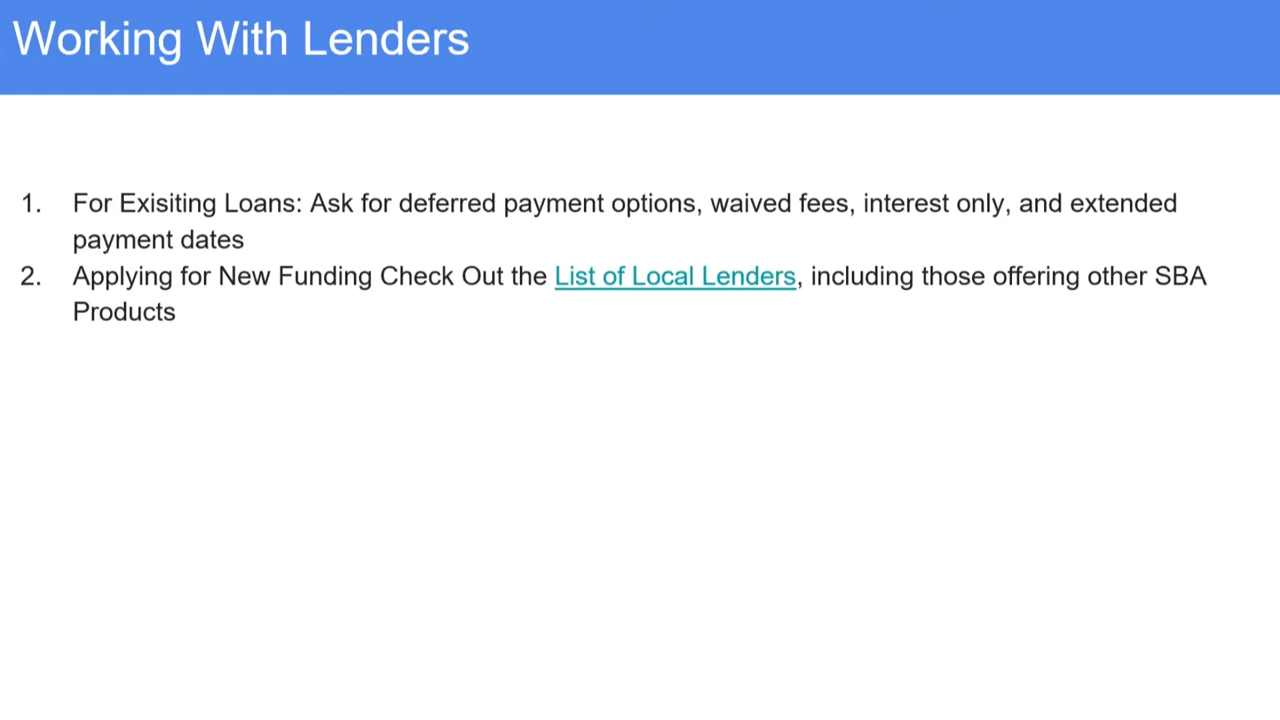 Working With Lenders
1. For Exisiting Loans: Ask for deferred payment options, waived fees, interest only, and extended
payment dates
2. Applying for New Funding Check Out the List of Local Lenders, including those offering other SBA
Products